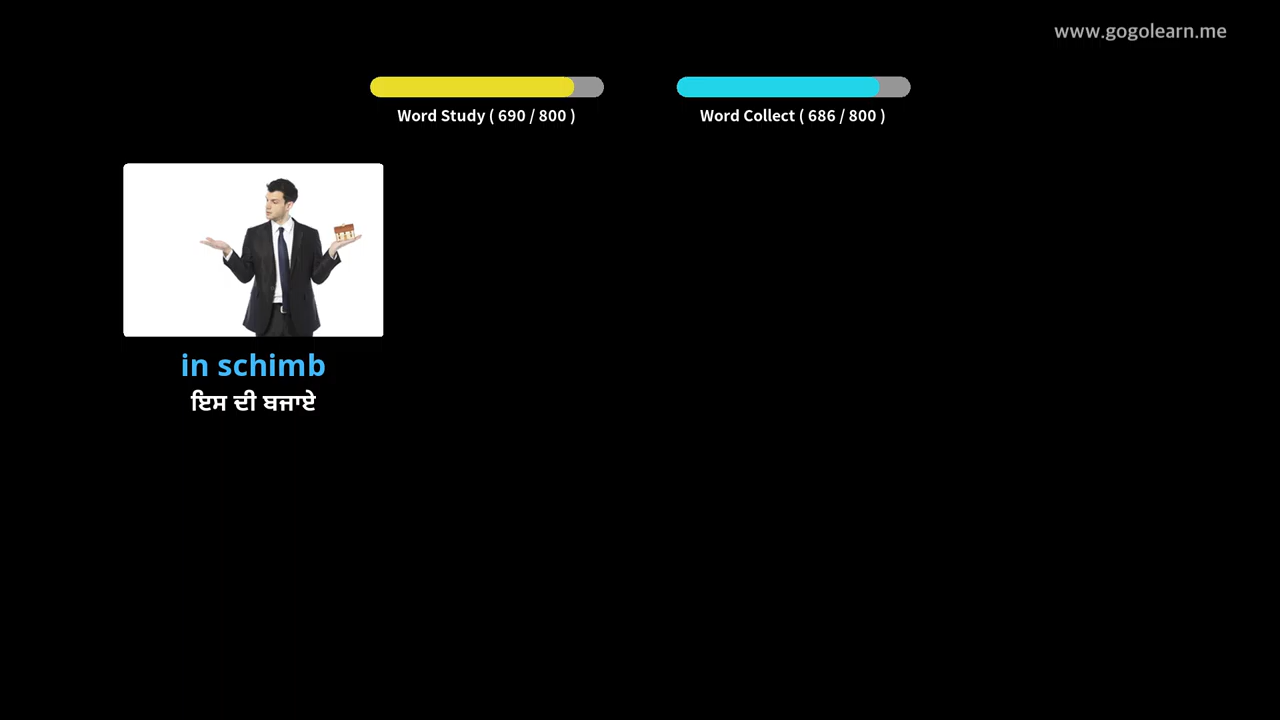 www.gogolearn.me
Word Study ( 690 / 800 )
Word Collect ( 686 / 800 )
in schimb
ਇਸ ਦੀ ਬਜਾਏ